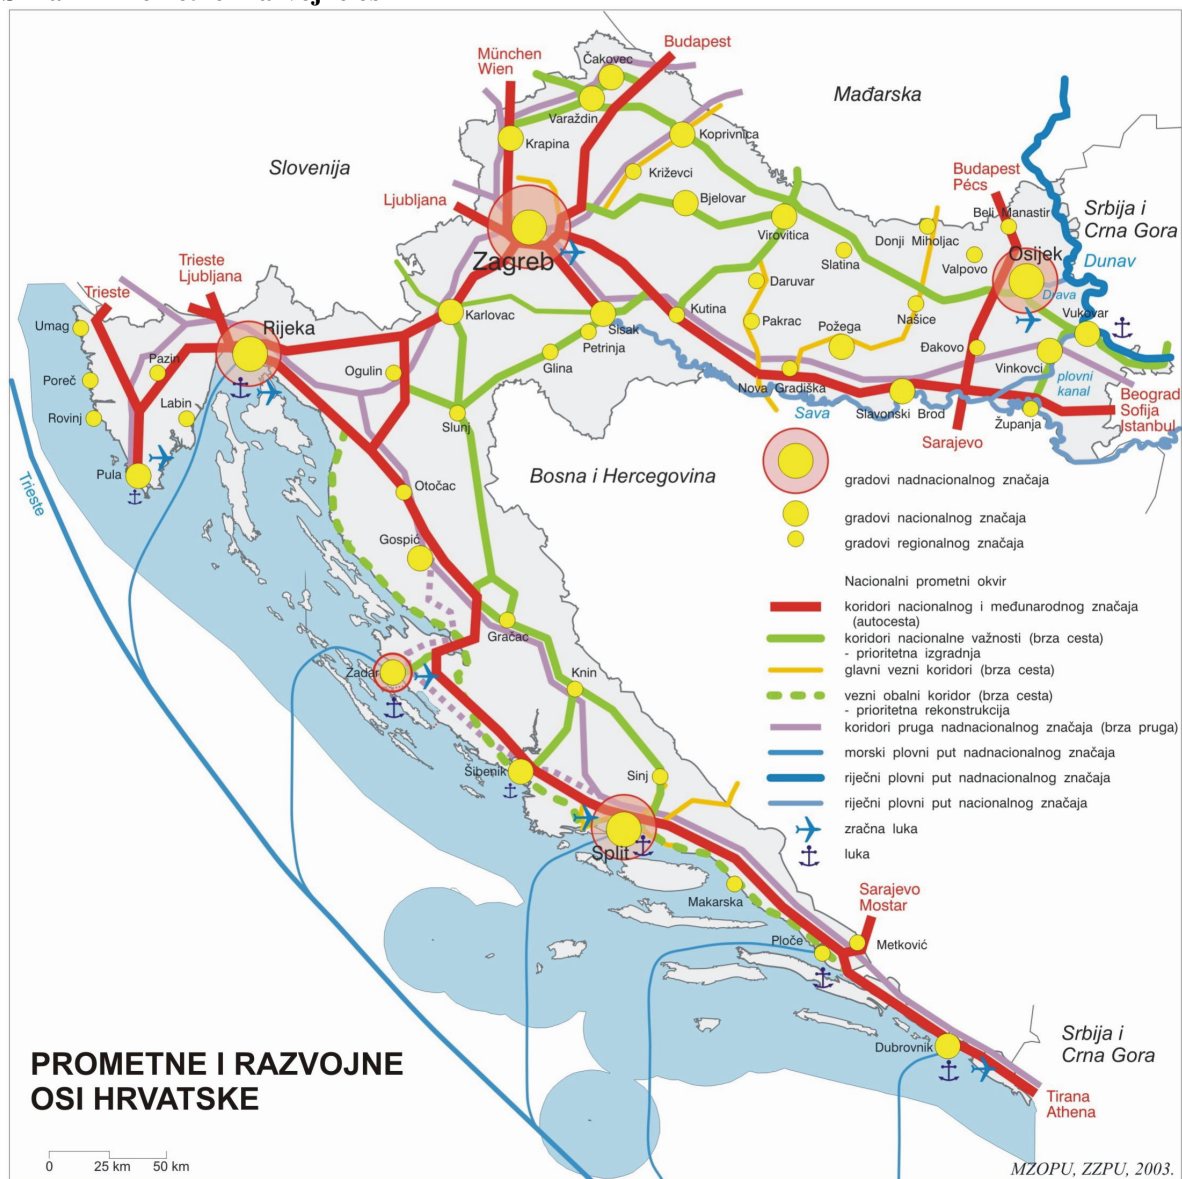 München
Wien
Budapest
Čakovec
Mađarska
Varaždin
Koprivnica
Krapina
Slovenija
Križevci
Budapest
Pécs
Ljubljana
Bjelovar
Beli Manastir
Srbija i
Crna Gora
Virovitica
Donji Miholjac
Zagreb
Slatina
Valpovo
Osijek
Dunav
Trieste
Ljubljana
Trieste
Daruvar
Drava
Umag
Rijeka
Karlovac
Sisak
Kutina
Pakrac
Požega
Našice
Vukovar
Petrinja
Đakovo
Pazin
Ogulin
Glina
Vinkovci
plovni
kanal
Poreč
Labin
Nova Gradiška
Rovinj
Slunj
Sava
Slavonski Brod
Županja
Beograd
Sofija
Istanbul
Sarajevo
Pula
Bosna i Hercegovina
Trieste
Otočac
Gospić
Gračac
Zadar
Knin
Šibenik
Sinj
Split
Makarska
Sarajevo
Mostar
Ploče
Metković
Dubrovnik
Srbija i
Crna Gora
Tirana
Athena
gradovi nadnacionalnog značaja
gradovi nacionalnog značaja
gradovi regionalnog značaja
Nacionalni prometni okvir
koridori nacionalnog i međunarodnog značaja
(autocesta)
koridori nacionalne važnosti (brza cesta)
- prioritetna izgradnja
glavni vezni koridori (brza cesta)
vezni obalni koridor (brza cesta)
- prioritetna rekonstrukcija
koridori pruga nadnacionalnog značaja (brza pruga)
morski plovni put nadnacionalnog značaja
riječni plovni put nadnacionalnog značaja
riječni plovni put nacionalnog značaja
zračna luka
luka
PROMETNE I RAZVOJNE
OSI HRVATSKE
0 25 km 50 km
MZOPU, ZZPU, 2003.